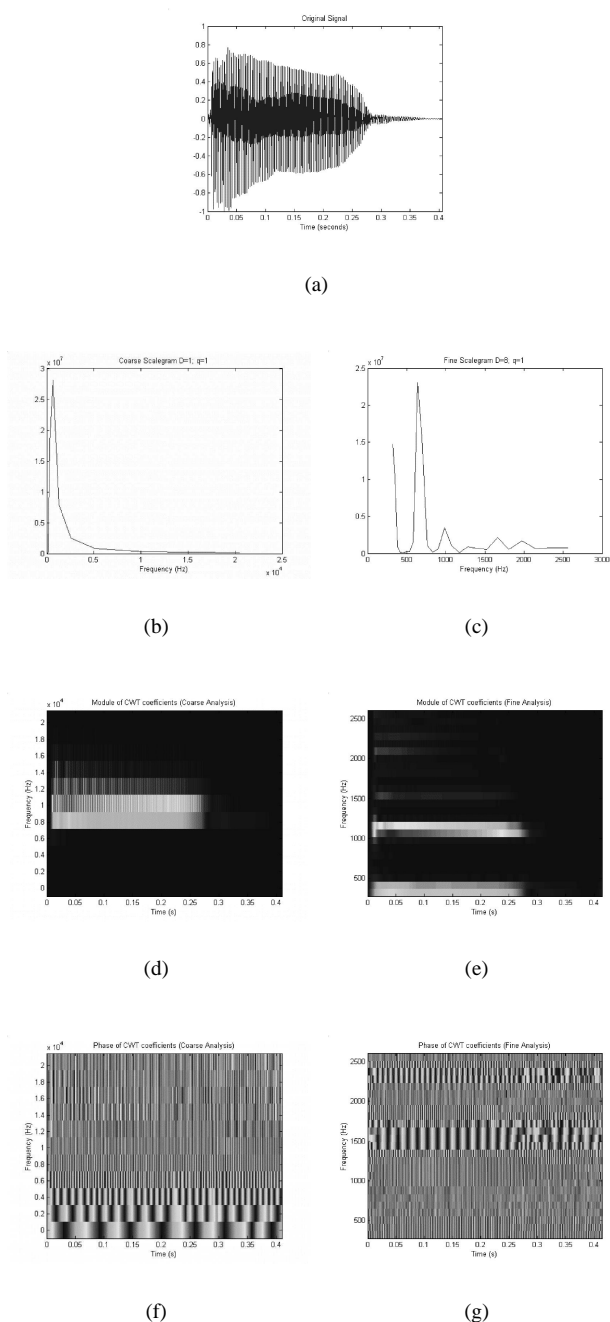 Original Signal
1
0.8
0.6
0.4
0.2
0
-0.2
-0.4
-0.6
-0.8
-1
0 0.05 0.1 0.15 0.2 0.25 0.3 0.35 0.4
Time (seconds)
(a)
x 10^7
Coarse Scalegram D=1; q=1
3
2.5
2
1.5
1
0.5
0
0 0.5 1 1.5 2 2.5
Frequency (Hz)
x 10^4
(b)
x 10^7
Fine Scalegram D=8; q=1
2.5
2
1.5
1
0.5
0
0 500 1000 1500 2000 2500 3000
Frequency (Hz)
(c)
x 10^4
Module of CWT coefficients (Coarse Analysis)
2
1.8
1.6
1.4
1.2
1
0.8
0.6
0.4
0.2
0
Frequency (Hz)
0 0.05 0.1 0.15 0.2 0.25 0.3 0.35 0.4
Time (s)
(d)
Module of CWT coefficients (Fine Analysis)
2500
2000
1500
1000
500
Frequency (Hz)
0 0.05 0.1 0.15 0.2 0.25 0.3 0.35 0.4
Time (s)
(e)
x 10^4
Phase of CWT coefficients (Coarse Analysis)
2
1.8
1.6
1.4
1.2
1
0.8
0.6
0.4
0.2
0
Frequency (Hz)
0 0.05 0.1 0.15 0.2 0.25 0.3 0.35 0.4
Time (s)
(f)
Phase of CWT coefficients (Fine Analysis)
2500
2000
1500
1000
500
Frequency (Hz)
0 0.05 0.1 0.15 0.2 0.25 0.3 0.35 0.4
Time (s)
(g)